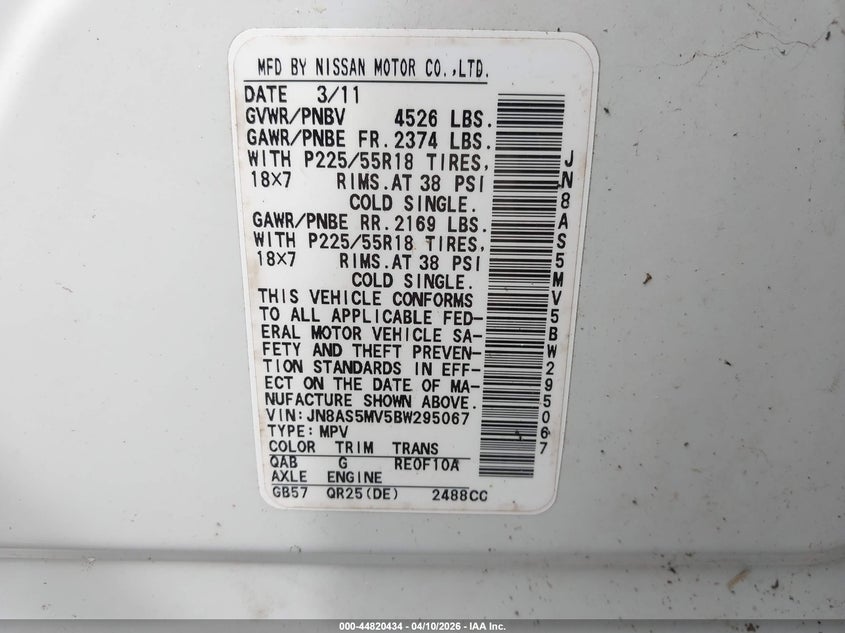 MFD BY NISSAN MOTOR CO.,LTD.
DATE 3/11
GVWR/PNBV 4526 LBS.
GAWR/PNBE FR. 2374 LBS.
WITH P225/55R18 TIRES,
18X7 RIMS.AT 38 PSI
COLD SINGLE.
GAWR/PNBE RR. 2169 LBS.
WITH P225/55R18 TIRES,
18X7 RIMS.AT 38 PSI
COLD SINGLE.
THIS VEHICLE CONFORMS
TO ALL APPLICABLE FED-
ERAL MOTOR VEHICLE SA-
FETY AND THEFT PREVEN-
TION STANDARDS IN EFF-
ECT ON THE DATE OF MA-
NUFACTURE SHOWN ABOVE.
VIN:JN8AS5MV5BW295067
TYPE: MPV
COLOR TRIM TRANS
QAB G RE0F10A
AXLE ENGINE
GB57 QR25(DE) 2488CC
JN8AS5MV5BW295067
000-44820434 - 04/10/2026 - IAA Inc.